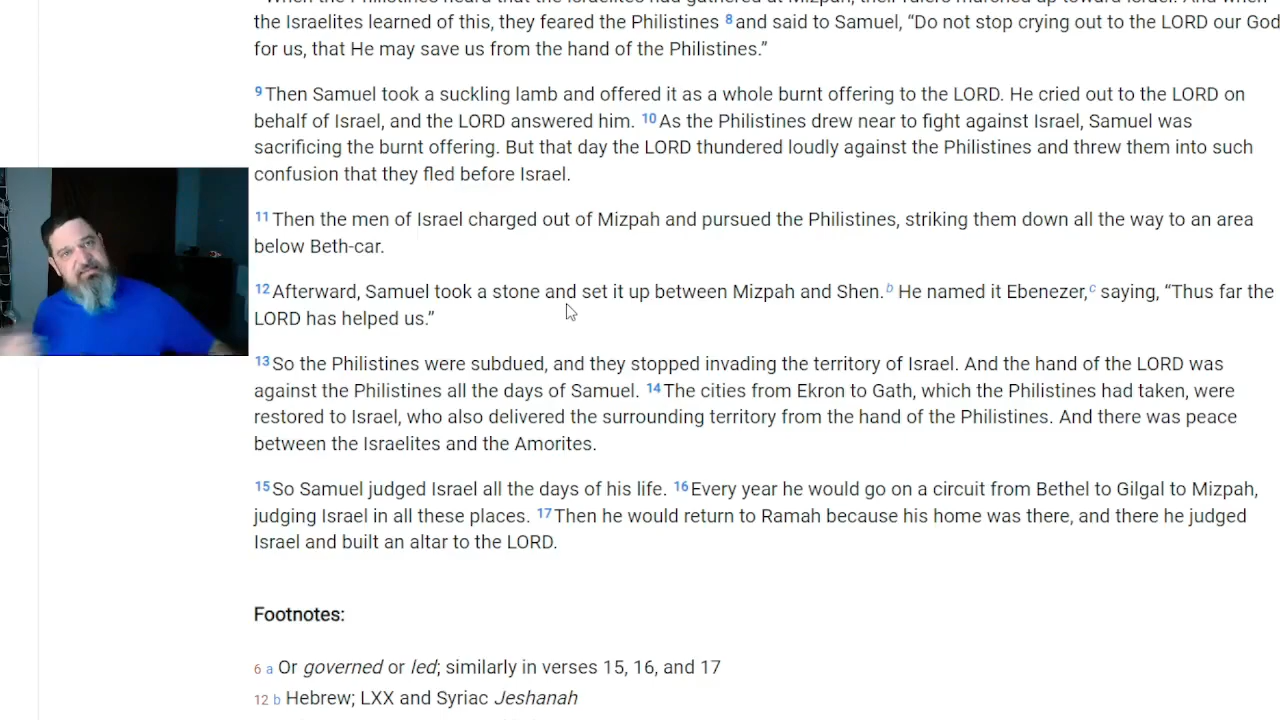 the Israelites learned of this, they feared the Philistines 8 and said to Samuel, “Do not stop crying out to the LORD our God
for us, that He may save us from the hand of the Philistines.”
9 Then Samuel took a suckling lamb and offered it as a whole burnt offering to the LORD. He cried out to the LORD on
behalf of Israel, and the LORD answered him. 10 As the Philistines drew near to fight against Israel, Samuel was
sacrificing the burnt offering. But that day the LORD thundered loudly against the Philistines and threw them into such
confusion that they fled before Israel.
11 Then the men of Israel charged out of Mizpah and pursued the Philistines, striking them down all the way to an area
below Beth-car.
12 Afterward, Samuel took a stone and set it up between Mizpah and Shen. b He named it Ebenezer, c saying, “Thus far the
LORD has helped us.”
13 So the Philistines were subdued, and they stopped invading the territory of Israel. And the hand of the LORD was
against the Philistines all the days of Samuel. 14 The cities from Ekron to Gath, which the Philistines had taken, were
restored to Israel, who also delivered the surrounding territory from the hand of the Philistines. And there was peace
between the Israelites and the Amorites.
15 So Samuel judged Israel all the days of his life. 16 Every year he would go on a circuit from Bethel to Gilgal to Mizpah,
judging Israel in all these places. 17 Then he would return to Ramah because his home was there, and there he judged
Israel and built an altar to the LORD.
Footnotes:
6 a Or governed or led; similarly in verses 15, 16, and 17
12 b Hebrew; LXX and Syriac Jeshanah